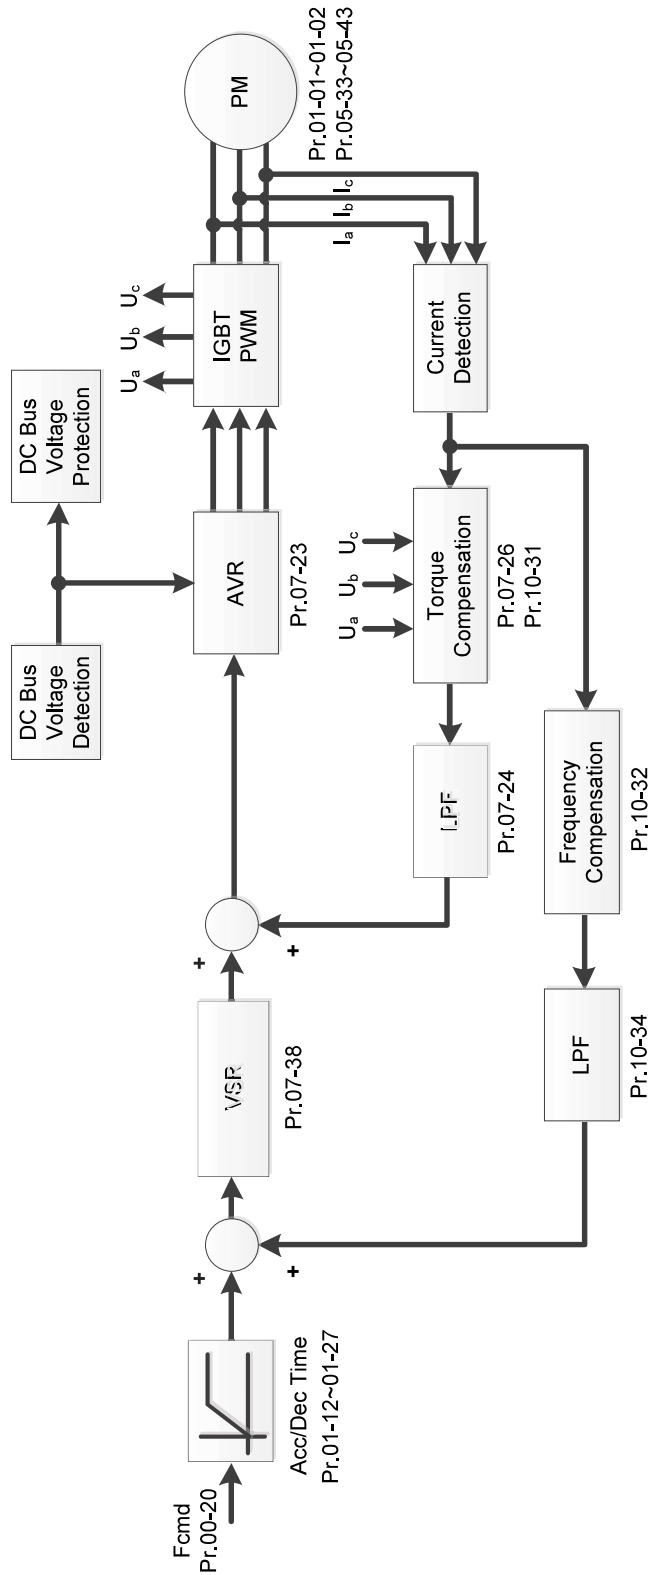 Fcmd
Pr.00-20
Acc/Dec Time
Pr.01-12~01-27
+
+
VSR
Pr.07-38
+
+
DC Bus
Voltage
Detection
DC Bus
Voltage
Protection
AVR
Pr.07-23
Ua
Ub
Uc
IGBT
PWM
PM
Pr.01-01~01-02
Pr.05-33~05-43
Ia
Ib
Ic
Current
Detection
Ua
Ub
Uc
Torque
Compensation
Pr.07-26
Pr.10-31
LPF
Pr.07-24
Frequency
Compensation
Pr.10-32
LPF
Pr.10-34